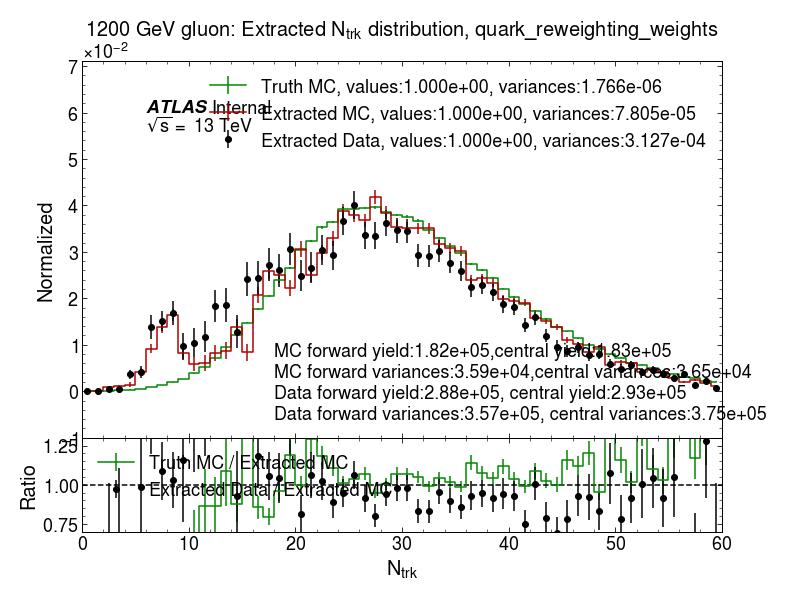 1200 GeV gluon: Extracted Ntrk distribution, quark_reweighting_weights
×10−2
Truth MC, values:1.000e+00, variances:1.766e-06
ATLAS Internal
Extracted MC, values:1.000e+00, variances:7.805e-05
√s = 13 TeV
Extracted Data, values:1.000e+00, variances:3.127e-04
7
6
5
4
3
2
1
0
Normalized
MC forward yield:1.82e+05,central yield:1.83e+05
MC forward variances:3.59e+04,central variances:3.65e+04
Data forward yield:2.88e+05, central yield:2.93e+05
Data forward variances:3.57e+05, central variances:3.75e+05
1.25
1.00
0.75
Ratio
Truth MC / Extracted MC
Extracted Data / Extracted MC
0 10 20 30 40 50 60
Ntrk